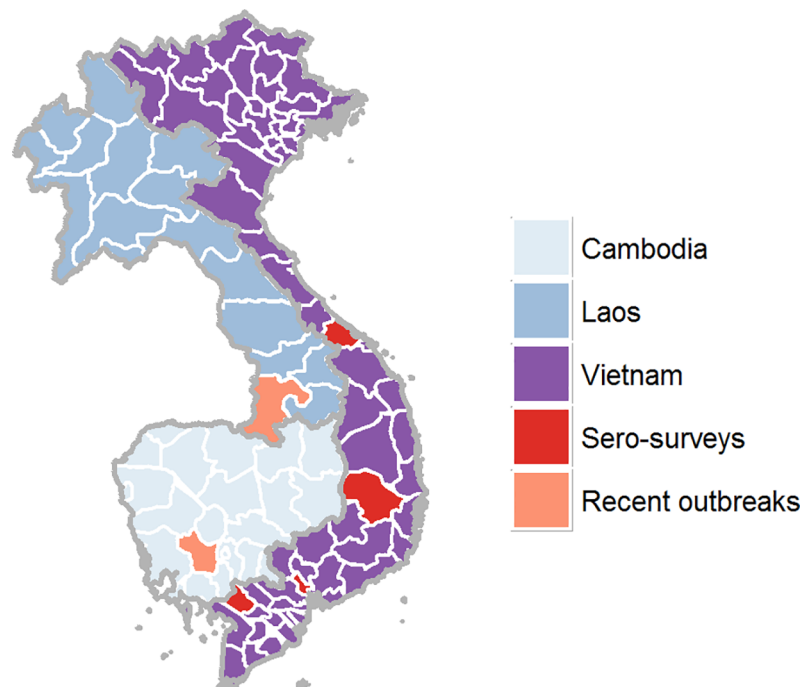 Cambodia
Laos
Vietnam
Sero-surveys
Recent outbreaks